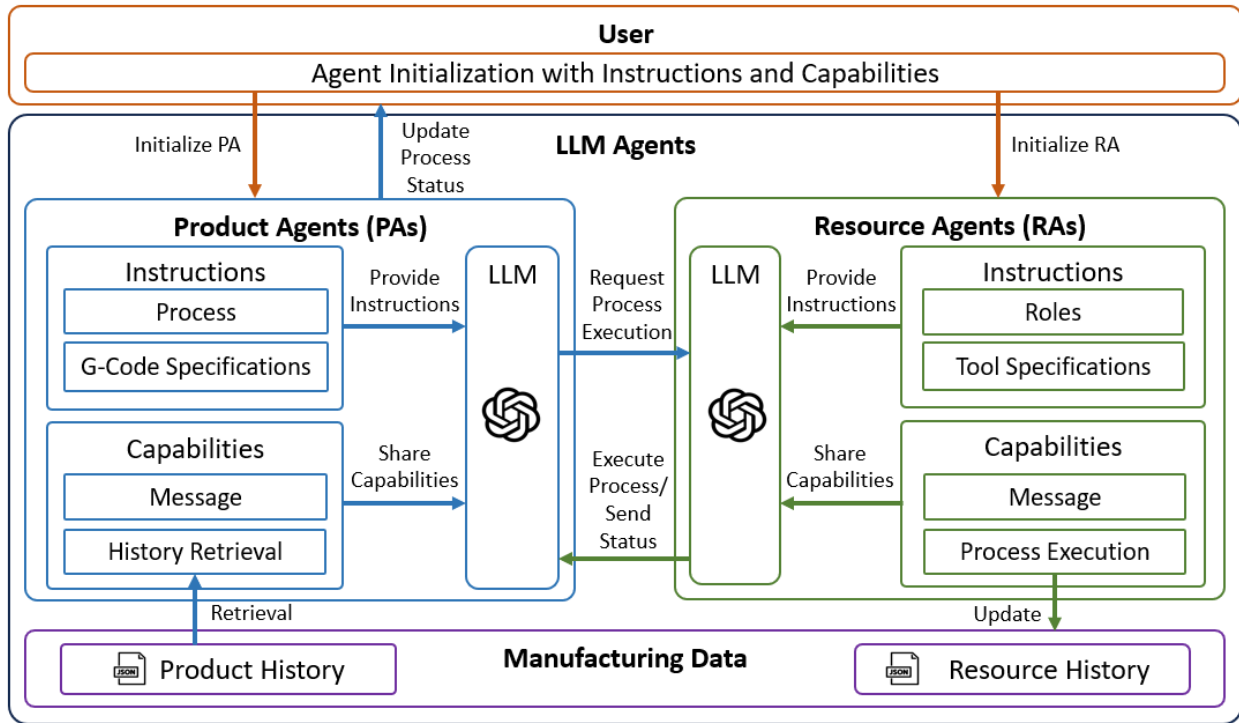 User
Agent Initialization with Instructions and Capabilities
Initialize PA
Update
Process
Status
LLM Agents
Initialize RA
Product Agents (PAs)
Instructions
Process
G-Code Specifications
Provide
Instructions
LLM
Capabilities
Message
History Retrieval
Share
Capabilities
Request
Process
Execution
Execute
Process/
Send
Status
Resource Agents (RAs)
LLM
Provide
Instructions
Instructions
Roles
Tool Specifications
Share
Capabilities
Capabilities
Message
Process Execution
Retrieval
Update
Manufacturing Data
JSON
Product History
JSON
Resource History